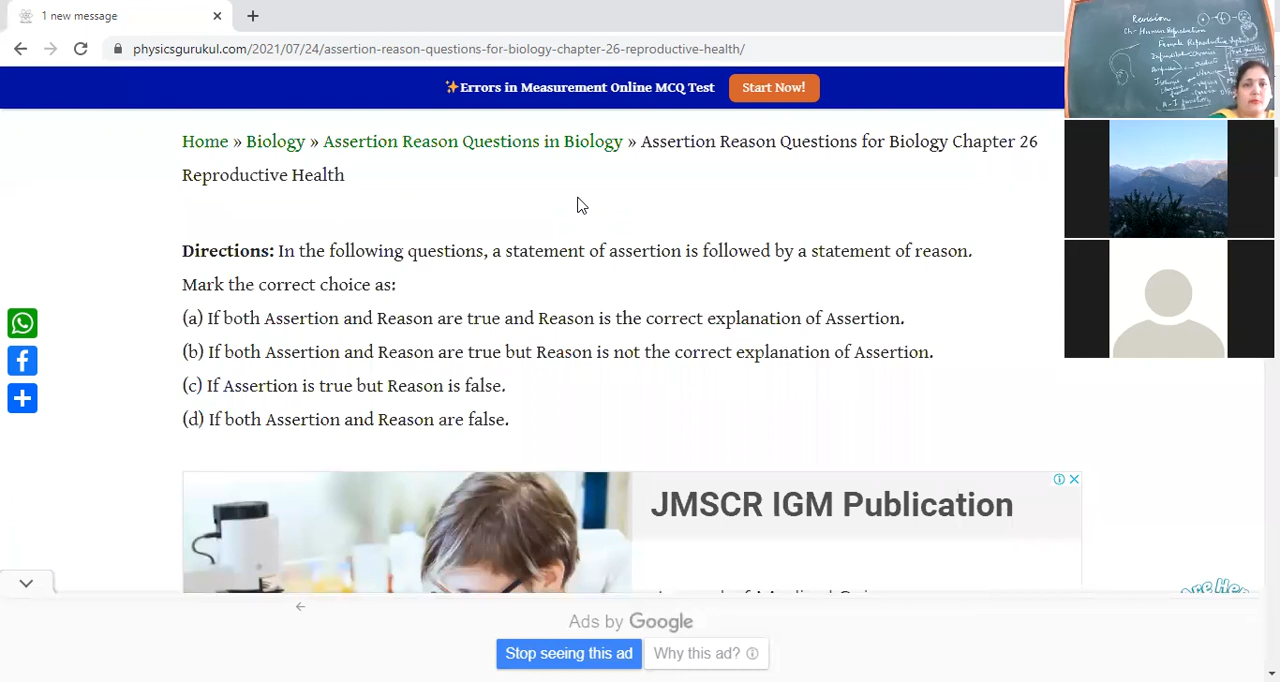 1 new message
physicsgurukul.com/2021/07/24/assertion-reason-questions-for-biology-chapter-26-reproductive-health/
✨Errors in Measurement Online MCQ Test Start Now!
Home » Biology » Assertion Reason Questions in Biology » Assertion Reason Questions for Biology Chapter 26
Reproductive Health
Directions: In the following questions, a statement of assertion is followed by a statement of reason.
Mark the correct choice as:
(a) If both Assertion and Reason are true and Reason is the correct explanation of Assertion.
(b) If both Assertion and Reason are true but Reason is not the correct explanation of Assertion.
(c) If Assertion is true but Reason is false.
(d) If both Assertion and Reason are false.
JMSCR IGM Publication
Ads by Google
Stop seeing this ad Why this ad?
Revision
Ch- Human Reproduction
Female Reproductive